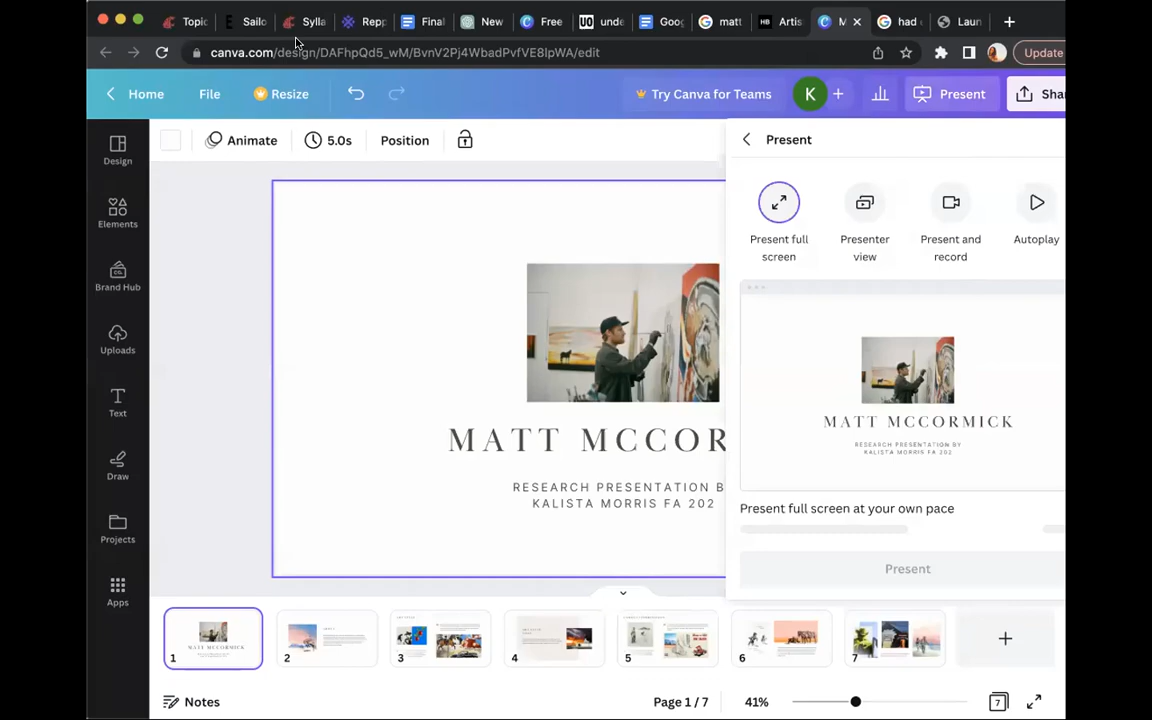 Topic
Sailo
Sylla
Repp
Final
New
Free
unde
Goog
matt
Artis
M
had e
Laun
canva.com/design/DAFhpQd5_wM/BvnV2Pj4WbadPvfVE8IpWA/edit
Update
Home
File
Resize
Try Canva for Teams
K
Present
Sha
Animate
5.0s
Position
Present
Design
Elements
Brand Hub
Uploads
Text
Draw
Projects
Apps
Present full
screen
Presenter
view
Present and
record
Autoplay
MATT MCCOR
RESEARCH PRESENTATION B
KALISTA MORRIS FA 202
MATT MCCORMICK
RESEARCH PRESENTATION BY
KALISTA MORRIS FA 202
Present full screen at your own pace
Present
MATT MCCORMICK
1
2
3
4
5
6
7
Notes
Page 1 / 7
41%
7